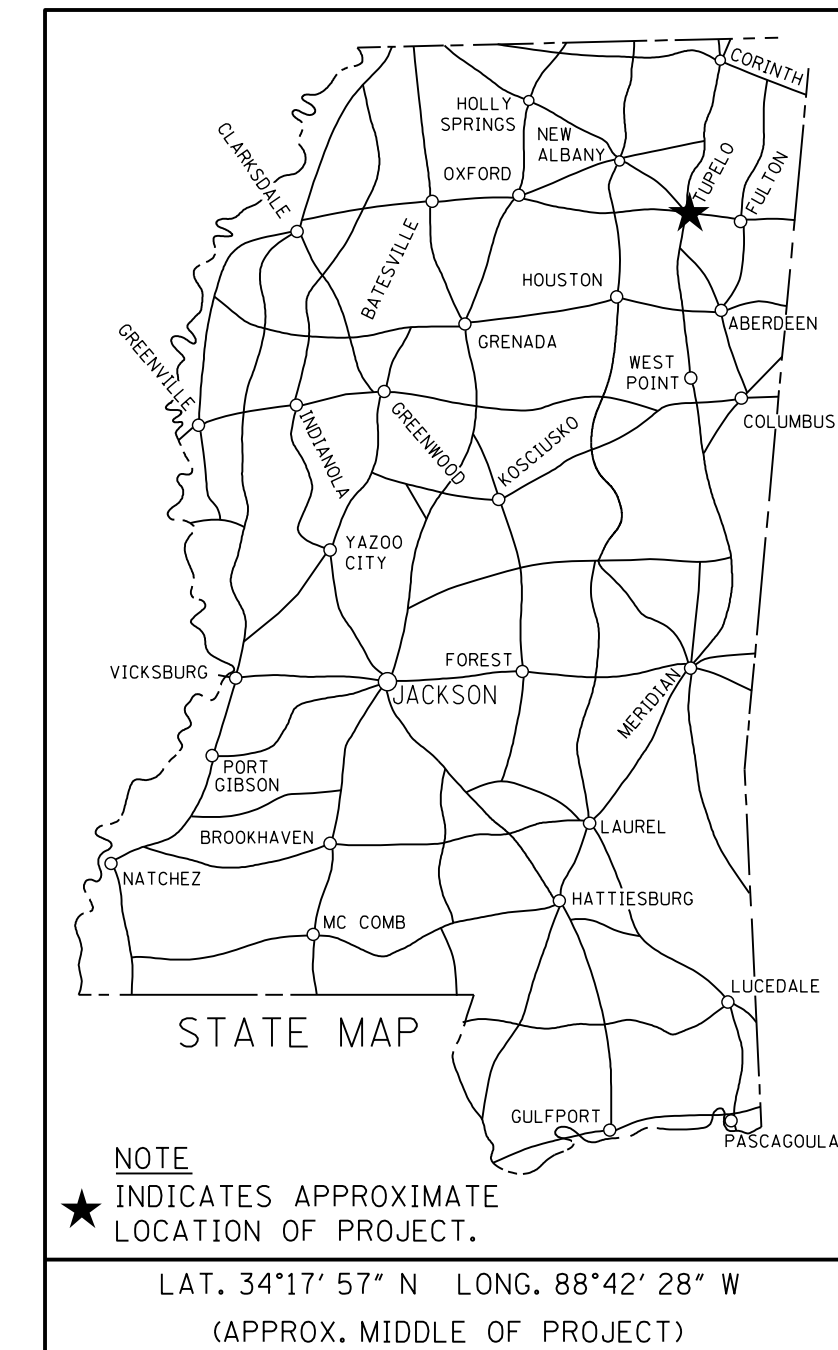 CORINTH
HOLLY
SPRINGS
NEW
ALBANY
CLARKSDALE
OXFORD
TUPELO
FULTON
BATESVILLE
HOUSTON
ABERDEEN
GREENVILLE
GRENADA
WEST
POINT
COLUMBUS
INDIANOLA
GREENWOOD
KOSCIUSKO
YAZOO
CITY
VICKSBURG
FOREST
JACKSON
MERIDIAN
PORT
GIBSON
BROOKHAVEN
LAUREL
NATCHEZ
HATTIESBURG
MC COMB
LUCEDALE
STATE MAP
GULFPORT
PASCAGOULA
NOTE
INDICATES APPROXIMATE
LOCATION OF PROJECT.
LAT. 34°17'57" N LONG. 88°42'28" W
(APPROX. MIDDLE OF PROJECT)